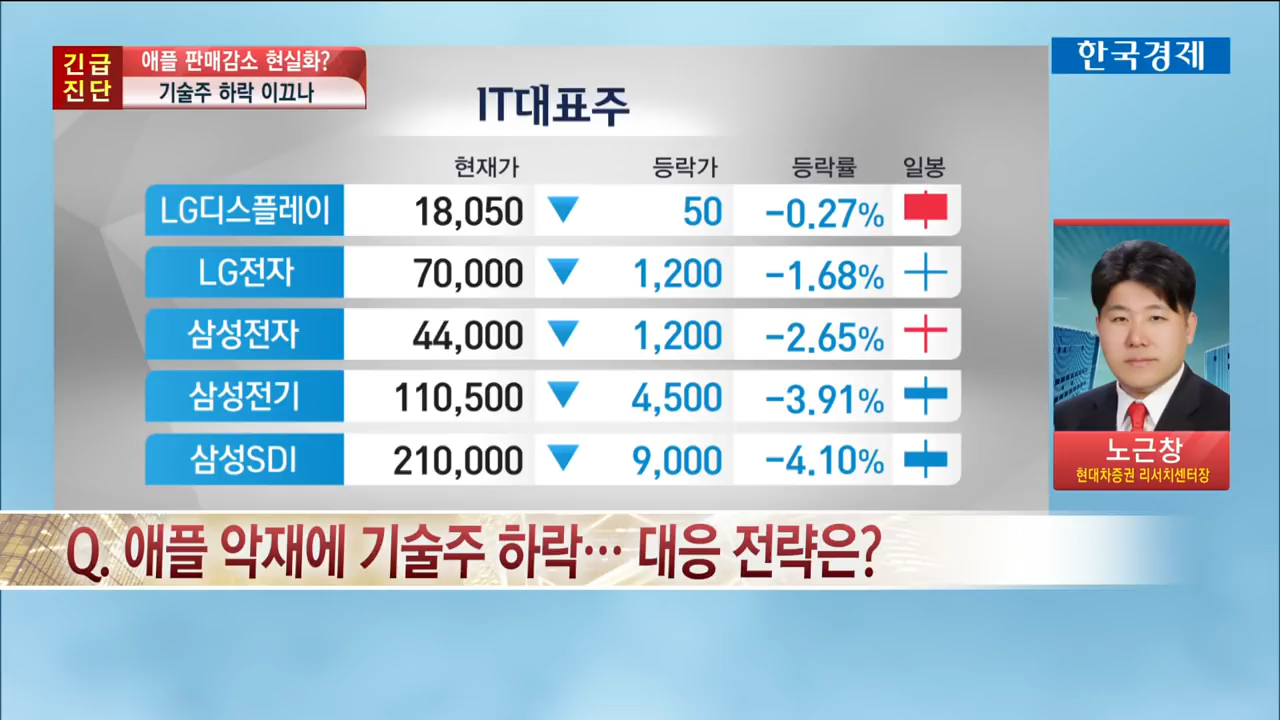 긴급
진단
애플 판매감소 현실화?
기술주 하락 이끄나
한국경제
IT대표주
현재가 등락가 등락률 일봉
LG디스플레이 18,050 ▼ 50 -0.27%
LG전자 70,000 ▼ 1,200 -1.68%
삼성전자 44,000 ▼ 1,200 -2.65%
삼성전기 110,500 ▼ 4,500 -3.91%
삼성SDI 210,000 ▼ 9,000 -4.10%
노근창
현대차증권 리서치센터장
Q. 애플 악재에 기술주 하락… 대응 전략은?